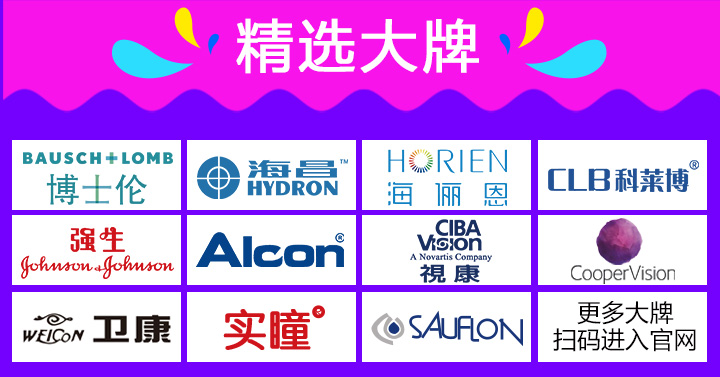 精选大牌
BAUSCH+LOMB
博士伦
海昌™
HYDRON
HORIEN
海俪恩
CLB科莱博®
强生
Johnson & Johnson
Alcon®
CIBA
Vision
A Novartis Company
視康
CooperVision
WEICON 卫康
实瞳
SAUFLON
更多大牌
扫码进入官网